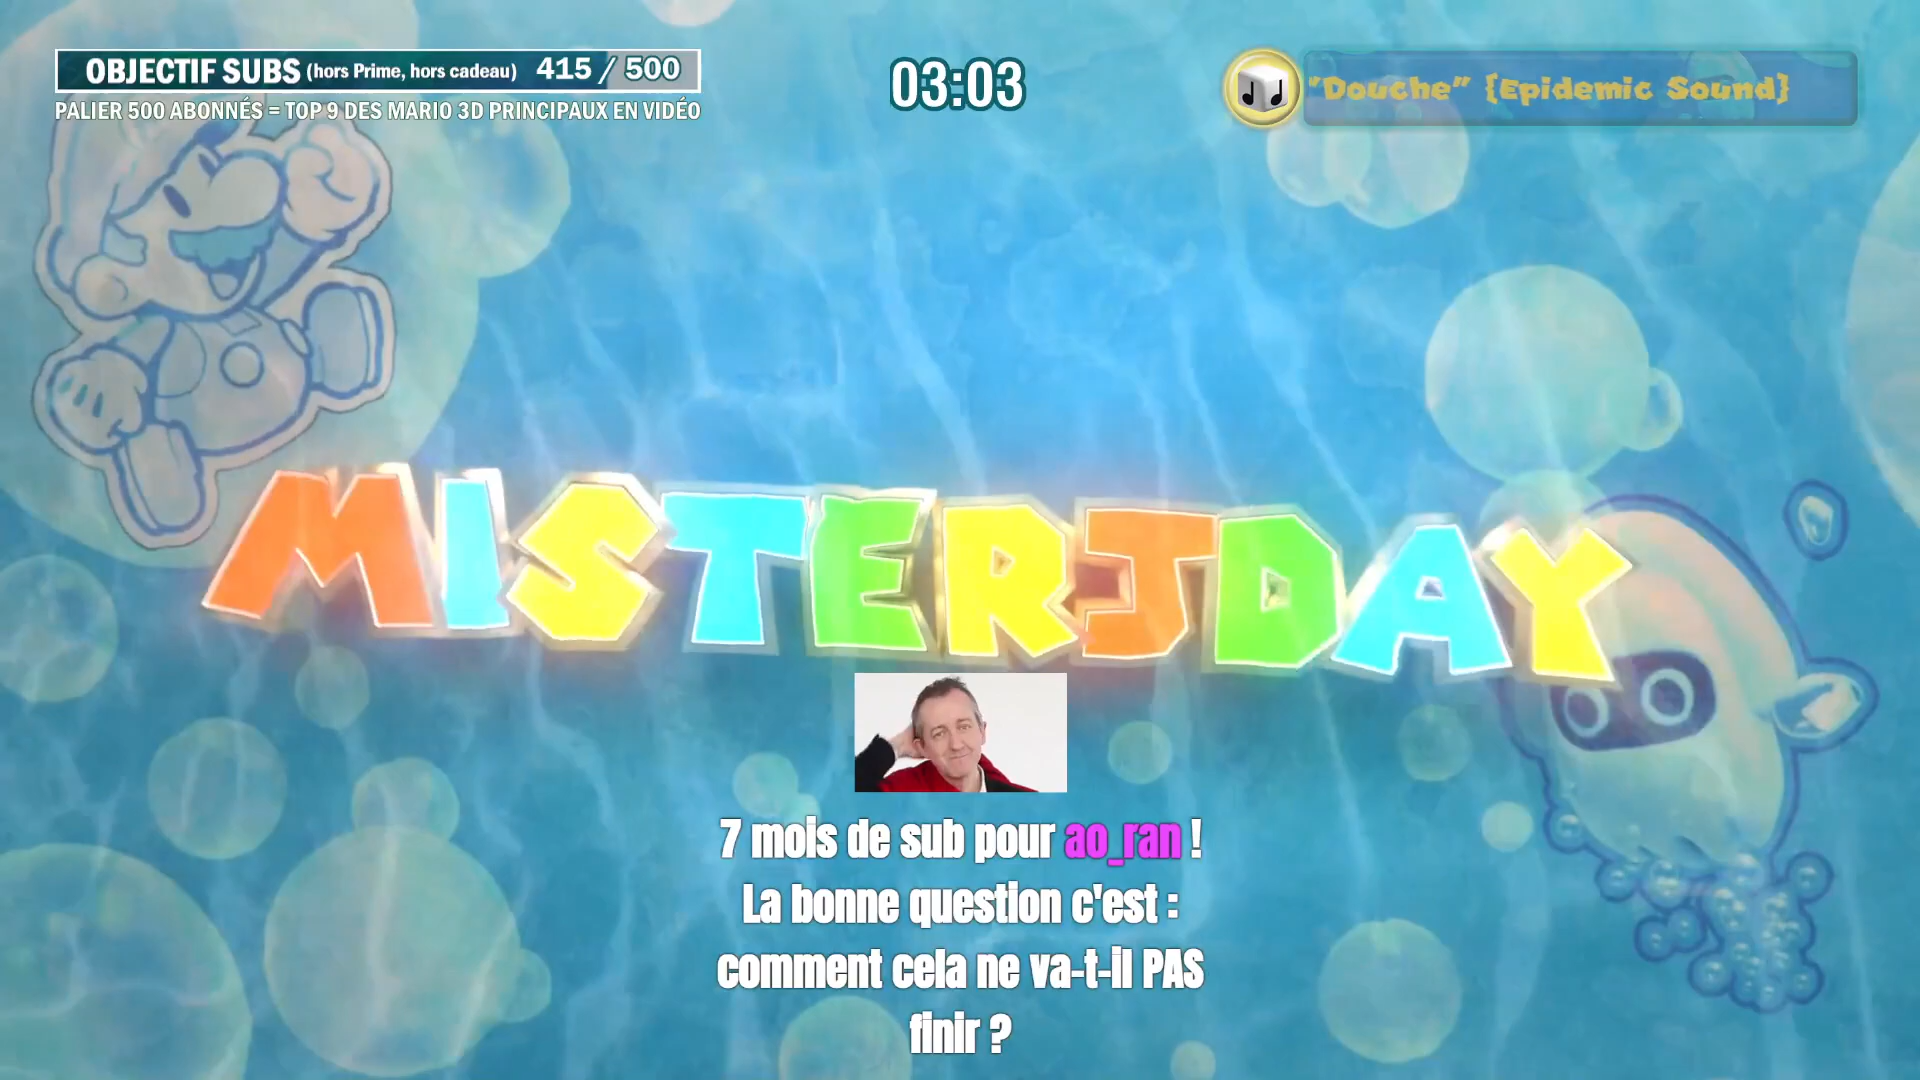 OBJECTIF SUBS (hors Prime, hors cadeau) 415 / 500
PALIER 500 ABONNÉS = TOP 9 DES MARIO 3D PRINCIPAUX EN VIDÉO
03:03
"Douche" {Epidemic Sound}
MISTERJDAY
7 mois de sub pour ao_ran !
La bonne question c'est :
comment cela ne va-t-il PAS
finir ?